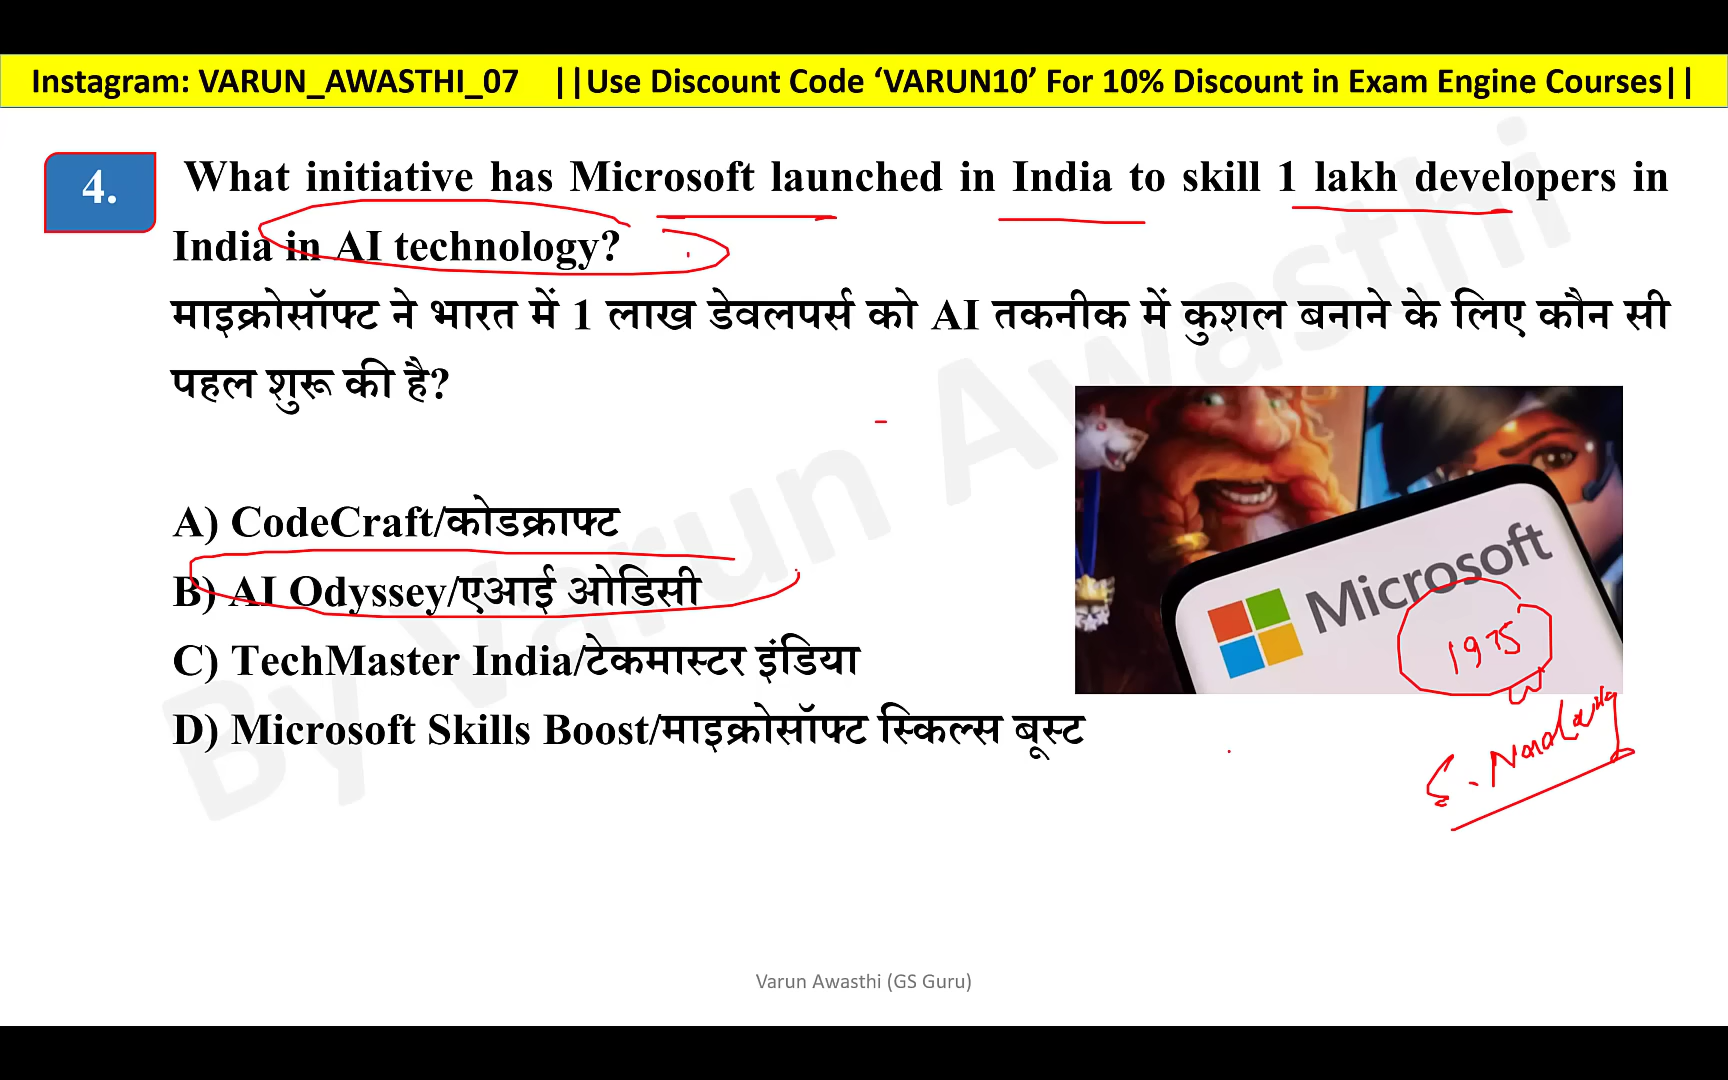 Instagram: VARUN_AWASTHI_07 ||Use Discount Code ‘VARUN10’ For 10% Discount in Exam Engine Courses||
4.
What initiative has Microsoft launched in India to skill 1 lakh developers in
India in AI technology?
माइक्रोसॉफ्ट ने भारत में 1 लाख डेवलपर्स को AI तकनीक में कुशल बनाने के लिए कौन सी
पहल शुरू की है?
A) CodeCraft/कोडक्राफ्ट
B) AI Odyssey/एआई ओडिसी
C) TechMaster India/टेकमास्टर इंडिया
D) Microsoft Skills Boost/माइक्रोसॉफ्ट स्किल्स बूस्ट
Microsoft
1975
By Varun Awasthi
Varun Awasthi (GS Guru)